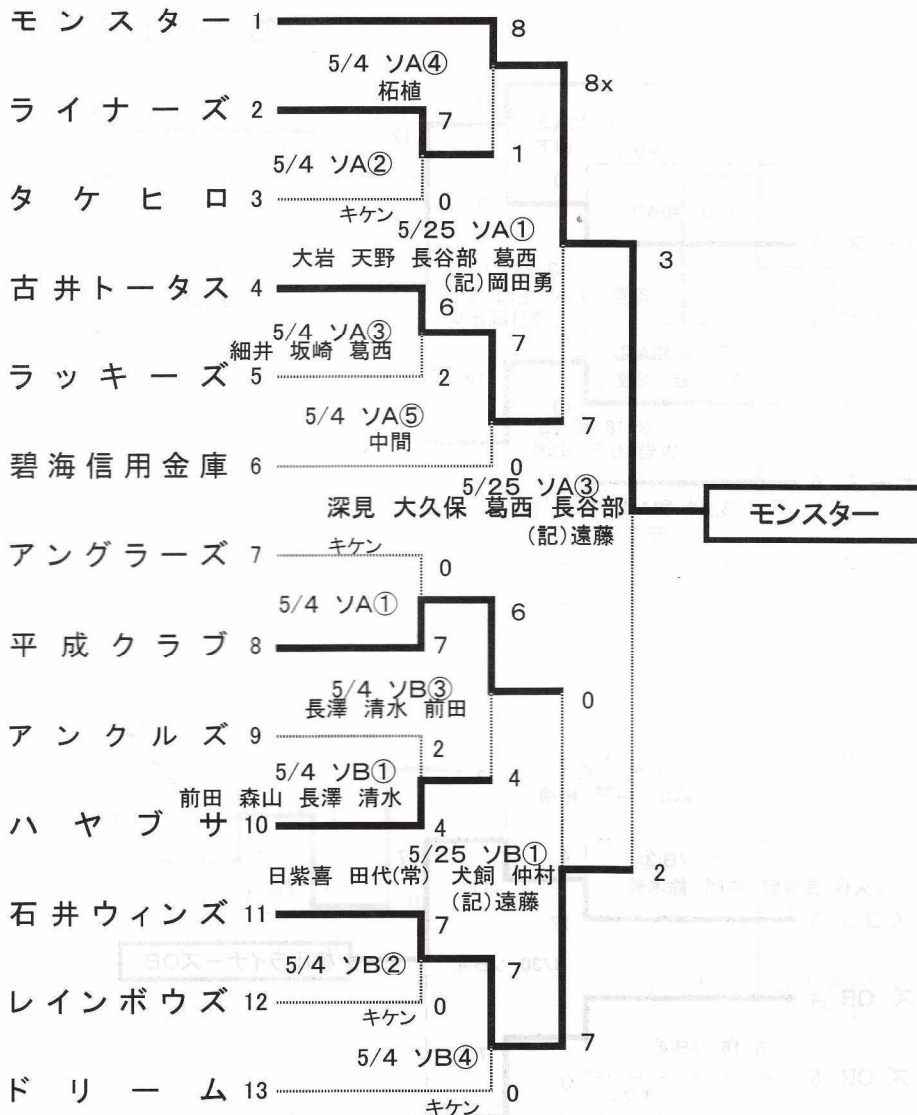 モンスター 1
8
5/4 ソA④
柘植
8x
ライナーズ 2
7
1
5/4 ソA②
タケヒロ 3
キケン
0
5/25 ソA①
大岩 天野 長谷部 葛西
(記)岡田勇
3
古井トータス 4
6
5/4 ソA③
細井 坂崎 葛西
7
ラッキーズ 5
2
5/4 ソA⑤
中間
7
碧海信用金庫 6
0
5/25 ソA③
深見 大久保 葛西 長谷部
(記)遠藤
モンスター
アングラーズ 7
キケン
0
5/4 ソA①
6
平成クラブ 8
7
5/4 ソB③
長澤 清水 前田
0
アンクルズ 9
2
5/4 ソB①
前田 森山 長澤 清水
4
ハヤブサ 10
4
5/25 ソB①
日紫喜 田代(常) 犬飼 仲村
(記)遠藤
2
石井ウィンズ 11
7
5/4 ソB②
7
レインボウズ 12
キケン
0
5/4 ソB④
7
ドリーム 13
キケン
0